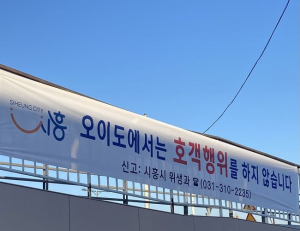 SIHEUNG CITY
시흥
오이도에서는 호객행위를 하지 않습니다
신고: 시흥시 위생과 ☎(031-310-2235)